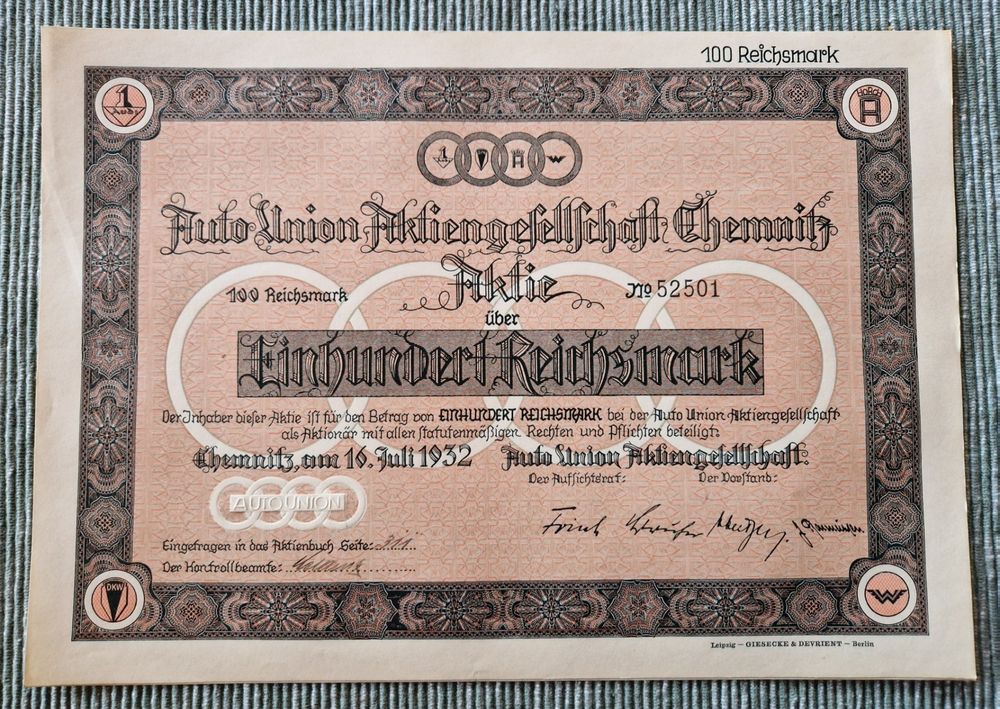 100 Reichsmark
1
Audi
HORCH
1
Auto Union Aktiengesellschaft Chemnitz
Aktie
100 Reichsmark
No 52501
über
Einhundert Reichsmark
Der Inhaber dieser Aktie ist für den Betrag von EINHUNDERT REICHSMARK bei der Auto Union Aktiengesellschaft
als Aktionär mit allen statutenmäßigen Rechten und Pflichten beteiligt.
Chemnitz, am 16. Juli 1932
Auto Union Aktiengesellschaft.
Der Aufsichtsrat:
Der Vorstand:
AUTO UNION
Eingetragen in das Aktienbuch Seite:
Der Kontrollbeamte:
DKW
W
Leipzig — GIESECKE & DEVRIENT — Berlin